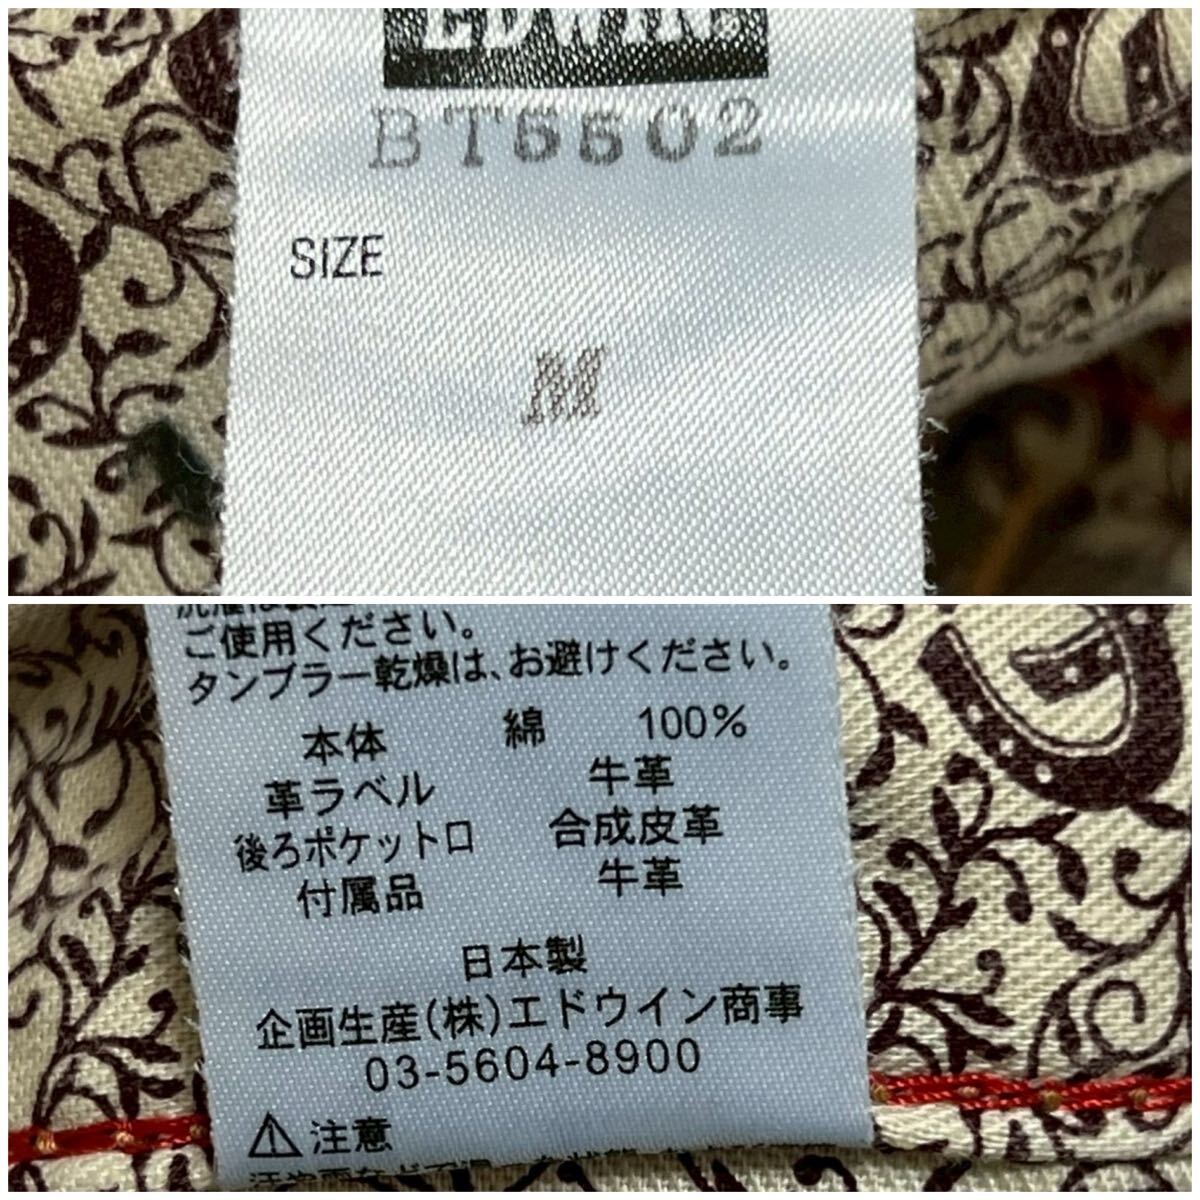 EDWIN
BT5502
SIZE
M
ご使用ください。
タンブラー乾燥は、お避けください。
本体 綿 100%
革ラベル 牛革
後ろポケット口 合成皮革
付属品 牛革
日本製
企画生産(株)エドウイン商事
03-5604-8900
⚠注意